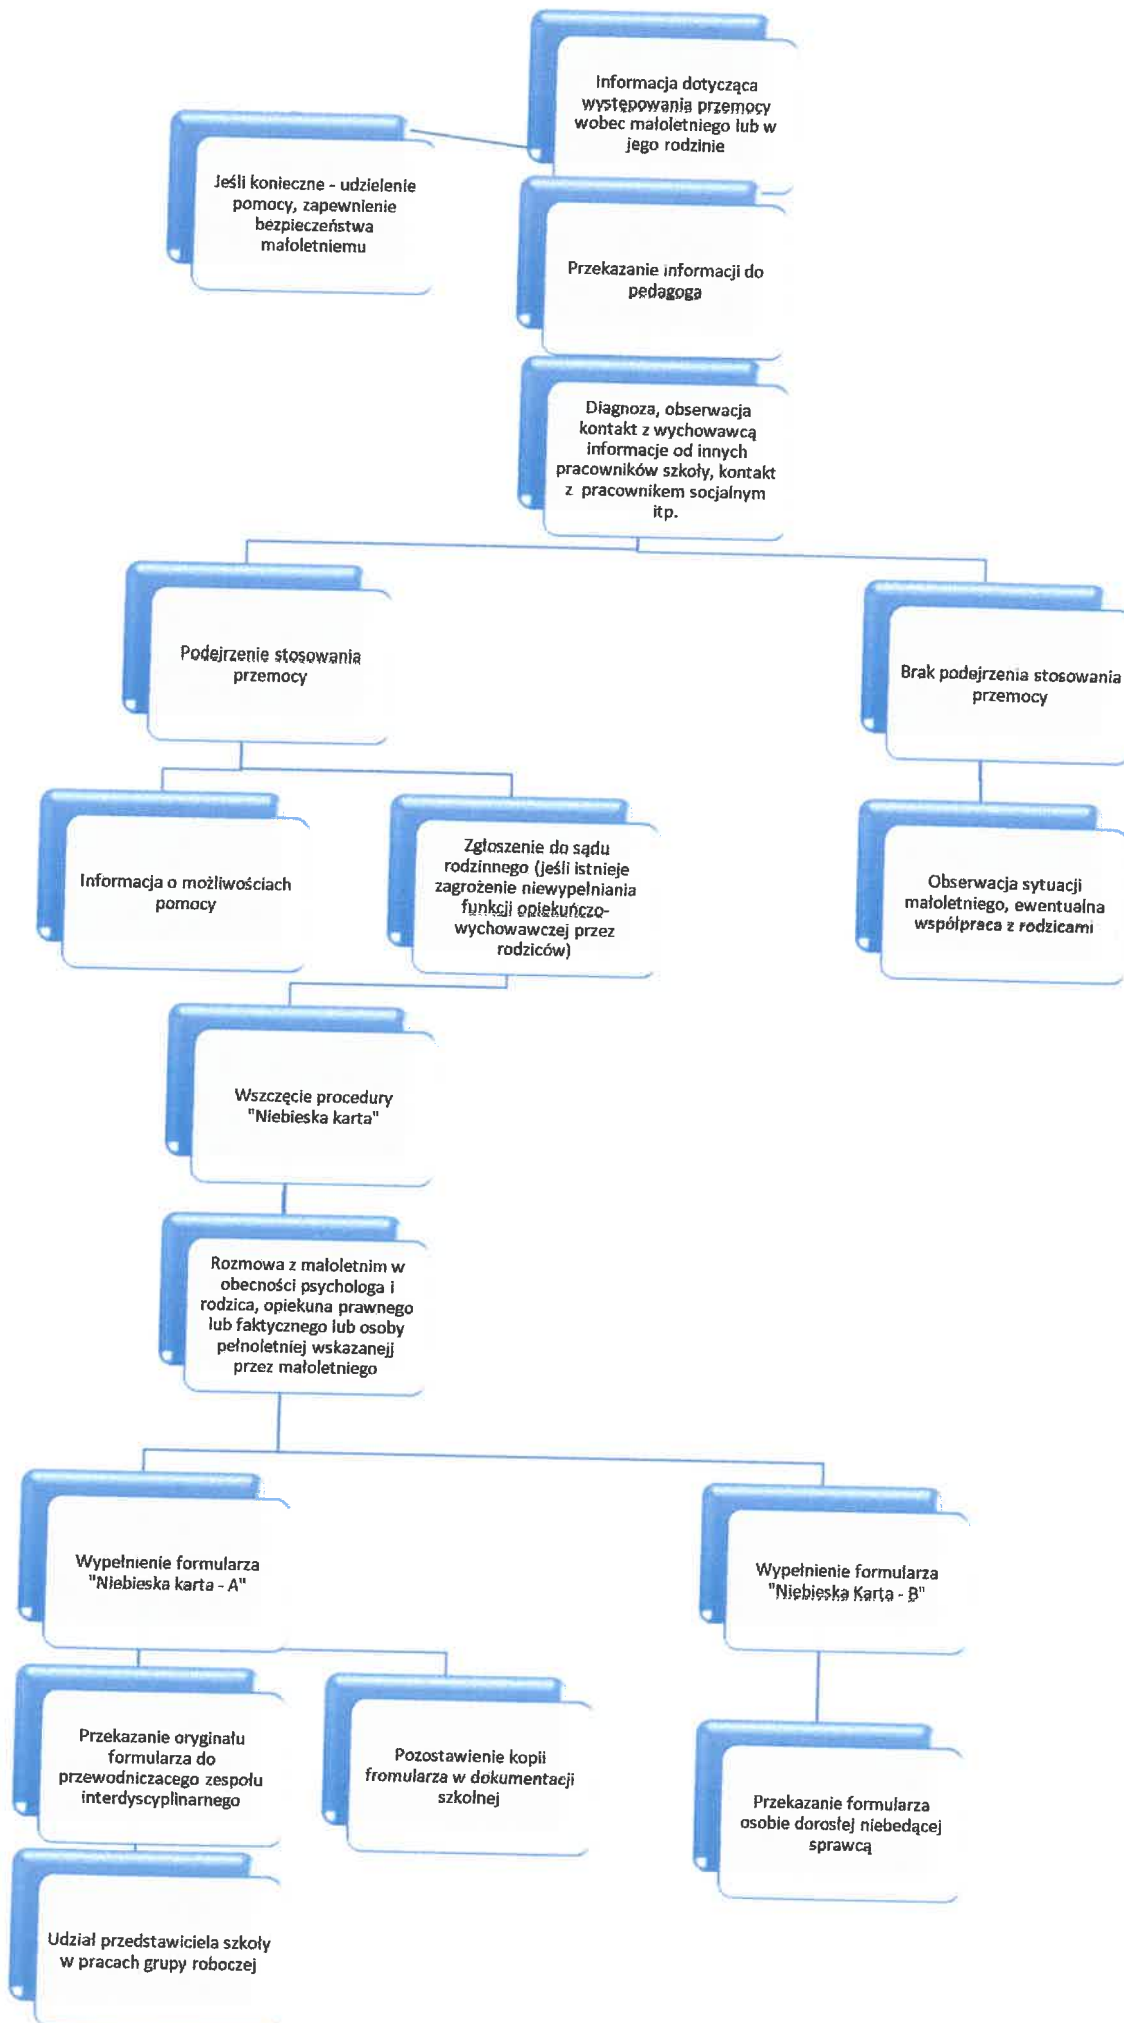 Informacja dotycząca
występowania przemocy
wobec małoletniego lub w
jego rodzinie
Jeśli konieczne - udzielenie
pomocy, zapewnienie
bezpieczeństwa
małoletniemu
Przekazanie informacji do
pedagoga
Diagnoza, obserwacja
kontakt z wychowawcą
informacje od innych
pracowników szkoły, kontakt
z pracownikem socjalnym
itp.
Podejrzenie stosowania
przemocy
Brak podejrzenia stosowania
przemocy
Informacja o możliwościach
pomocy
Zgłoszenie do sądu
rodzinnego (jeśli istnieje
zagrożenie niewypełniania
funkcji opiekuńczo-
wychowawczej przez
rodziców)
Obserwacja sytuacji
małoletniego, ewentualna
współpraca z rodzicami
Wszczęcie procedury
"Niebieska karta"
Rozmowa z małoletnim w
obecności psychologa i
rodzica, opiekuna prawnego
lub faktycznego lub osoby
pełnoletniej wskazanejj
przez małoletniego
Wypełnienie formularza
"Niebieska karta - A"
Wypełnienie formularza
"Niebieska Karta - B"
Przekazanie oryginału
formularza do
przewodniczacego zespołu
interdyscyplinarnego
Pozostawienie kopii
fromularza w dokumentacji
szkolnej
Przekazanie formularza
osobie dorosłej niebedącej
sprawcą
Udział przedstawiciela szkoły
w pracach grupy roboczej